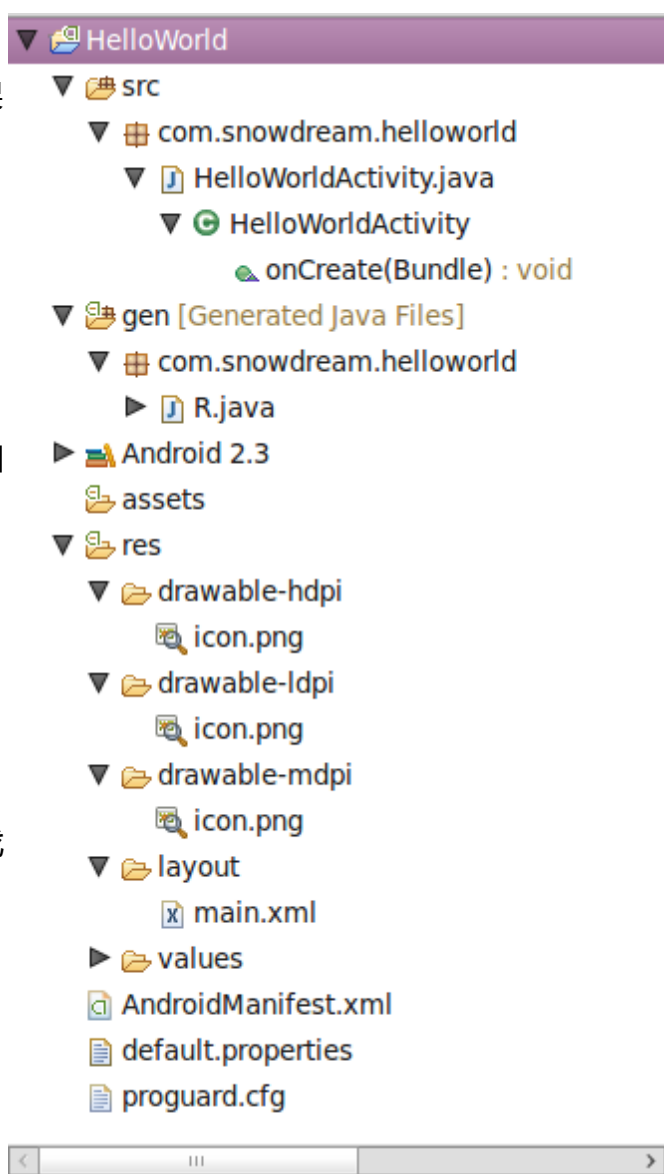 HelloWorld
src
com.snowdream.helloworld
HelloWorldActivity.java
HelloWorldActivity
onCreate(Bundle) : void
gen [Generated Java Files]
com.snowdream.helloworld
R.java
Android 2.3
assets
res
drawable-hdpi
icon.png
drawable-ldpi
icon.png
drawable-mdpi
icon.png
layout
main.xml
values
AndroidManifest.xml
default.properties
proguard.cfg